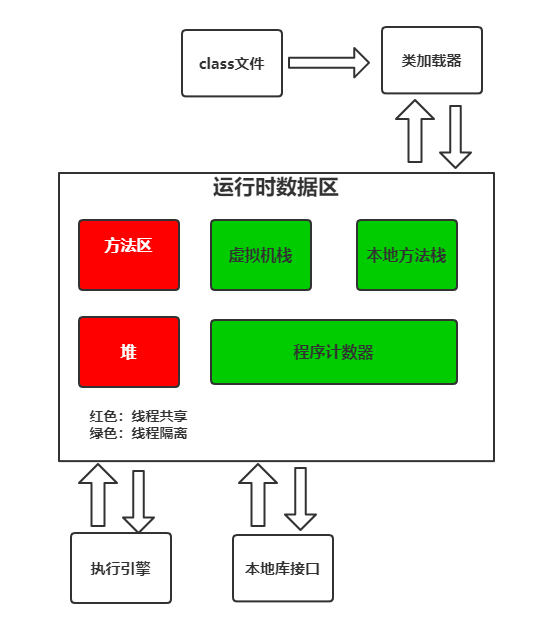 class文件
类加载器
运行时数据区
方法区
虚拟机栈
本地方法栈
堆
程序计数器
红色：线程共享
绿色：线程隔离
执行引擎
本地库接口